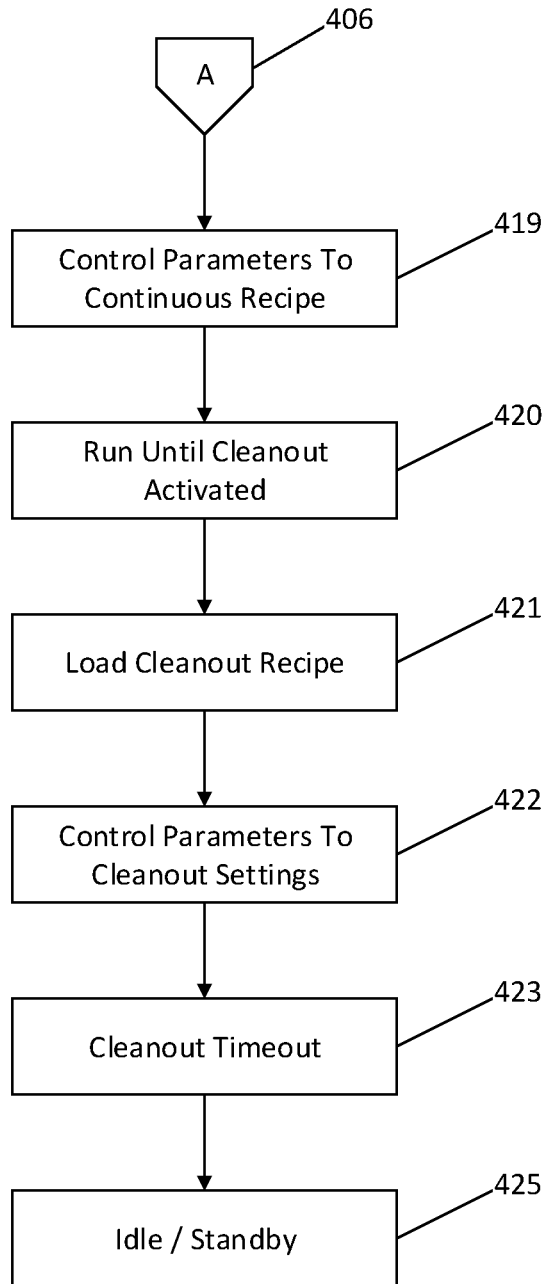 406
A
419
Control Parameters To
Continuous Recipe
420
Run Until Cleanout
Activated
421
Load Cleanout Recipe
422
Control Parameters To
Cleanout Settings
423
Cleanout Timeout
425
Idle / Standby